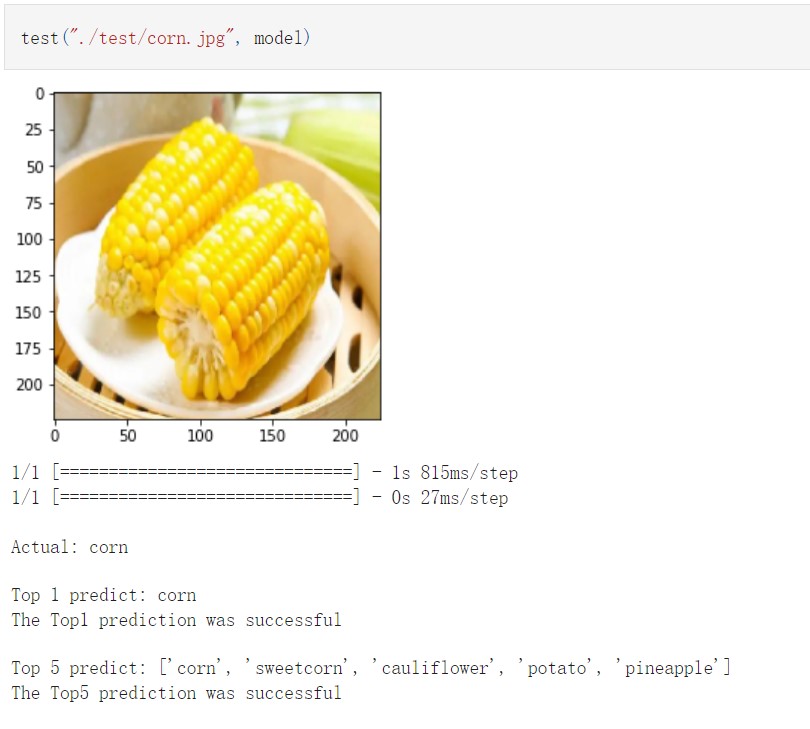 test("./test/corn.jpg", model)
0
25
50
75
100
125
150
175
200
0 50 100 150 200
1/1 [==============================] - 1s 815ms/step
1/1 [==============================] - 0s 27ms/step
Actual: corn
Top 1 predict: corn
The Top1 prediction was successful
Top 5 predict: ['corn', 'sweetcorn', 'cauliflower', 'potato', 'pineapple']
The Top5 prediction was successful